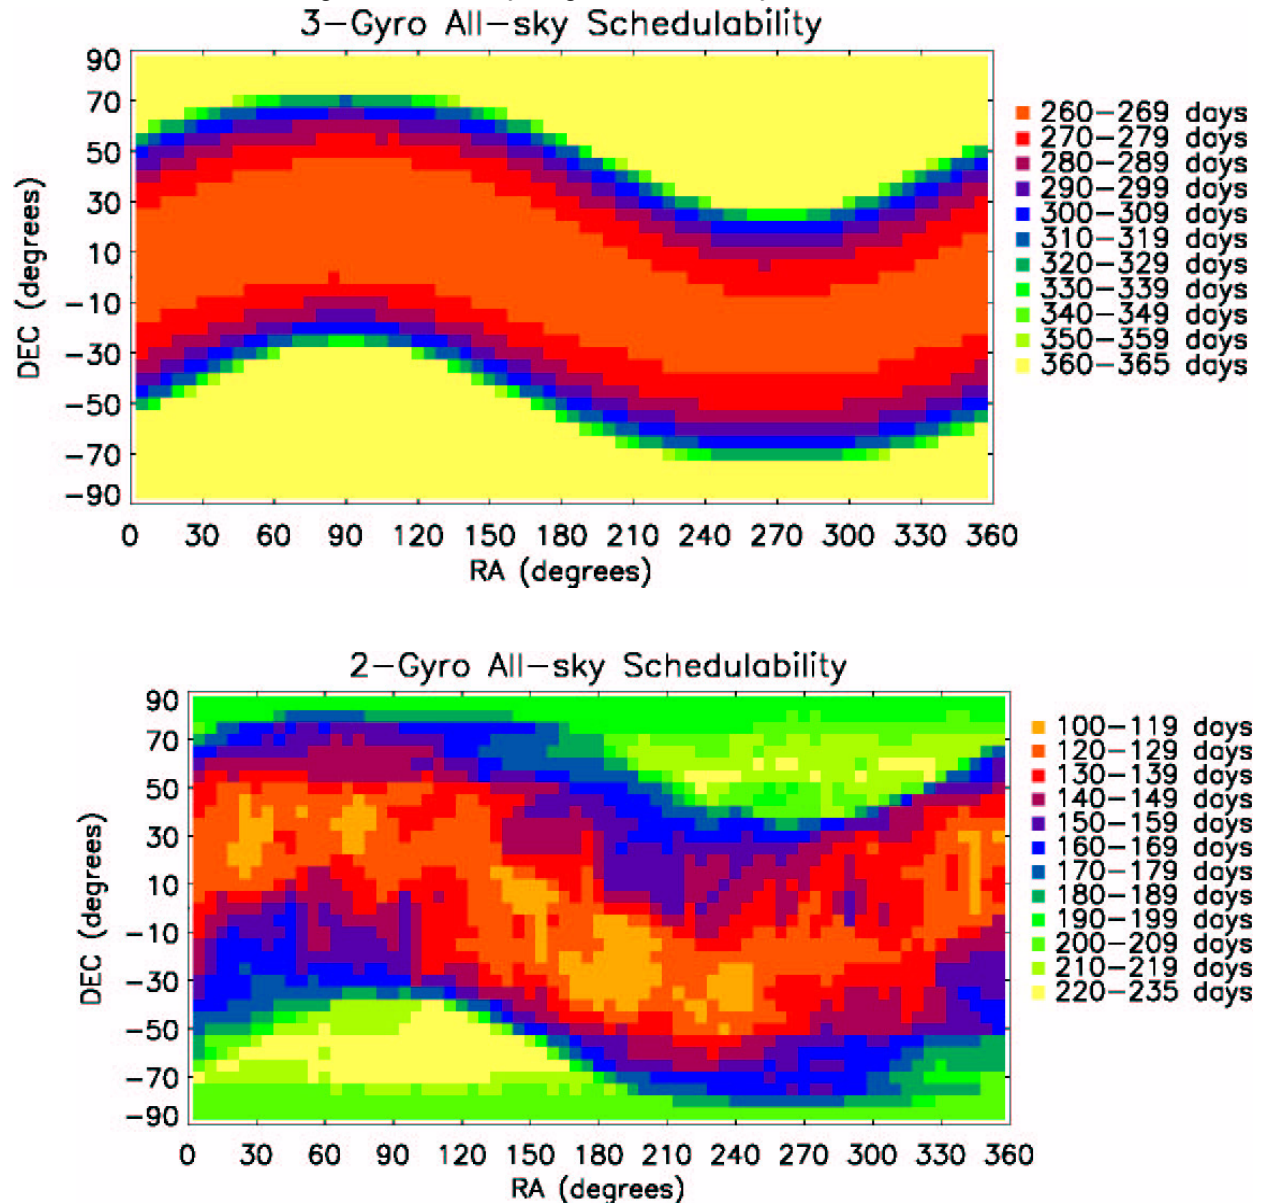 3-Gyro All-sky Schedulability
90
70
50
30
10
-10
-30
-50
-70
-90
DEC (degrees)
0 30 60 90 120 150 180 210 240 270 300 330 360
RA (degrees)
260-269 days
270-279 days
280-289 days
290-299 days
300-309 days
310-319 days
320-329 days
330-339 days
340-349 days
350-359 days
360-365 days
2-Gyro All-sky Schedulability
90
70
50
30
10
-10
-30
-50
-70
-90
DEC (degrees)
0 30 60 90 120 150 180 210 240 270 300 330 360
RA (degrees)
100-119 days
120-129 days
130-139 days
140-149 days
150-159 days
160-169 days
170-179 days
180-189 days
190-199 days
200-209 days
210-219 days
220-235 days